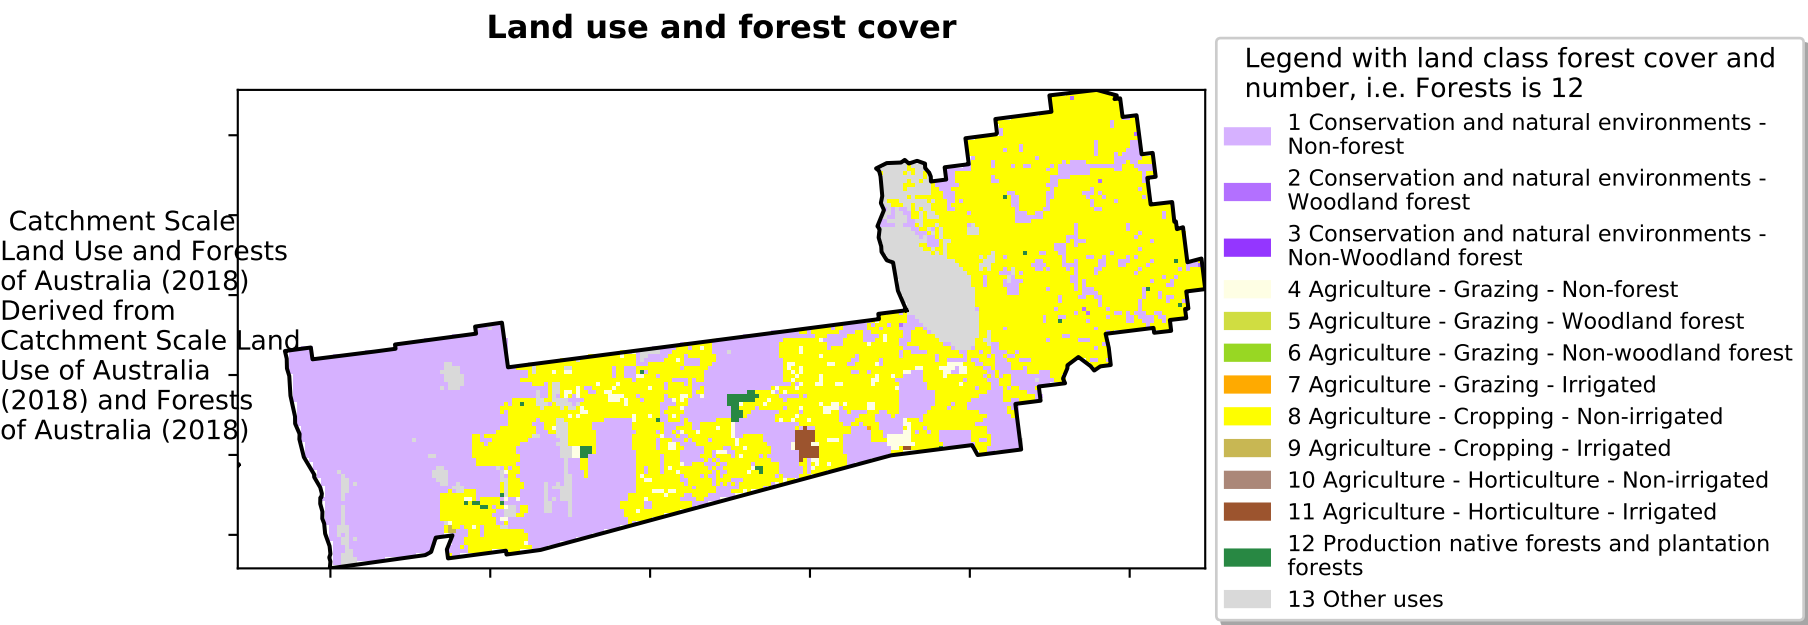 Land use and forest cover
Catchment Scale
Land Use and Forests
of Australia (2018)
Derived from
Catchment Scale Land
Use of Australia
(2018) and Forests
of Australia (2018)
Legend with land class forest cover and
number, i.e. Forests is 12
1 Conservation and natural environments -
Non-forest
2 Conservation and natural environments -
Woodland forest
3 Conservation and natural environments -
Non-Woodland forest
4 Agriculture - Grazing - Non-forest
5 Agriculture - Grazing - Woodland forest
6 Agriculture - Grazing - Non-woodland forest
7 Agriculture - Grazing - Irrigated
8 Agriculture - Cropping - Non-irrigated
9 Agriculture - Cropping - Irrigated
10 Agriculture - Horticulture - Non-irrigated
11 Agriculture - Horticulture - Irrigated
12 Production native forests and plantation
forests
13 Other uses